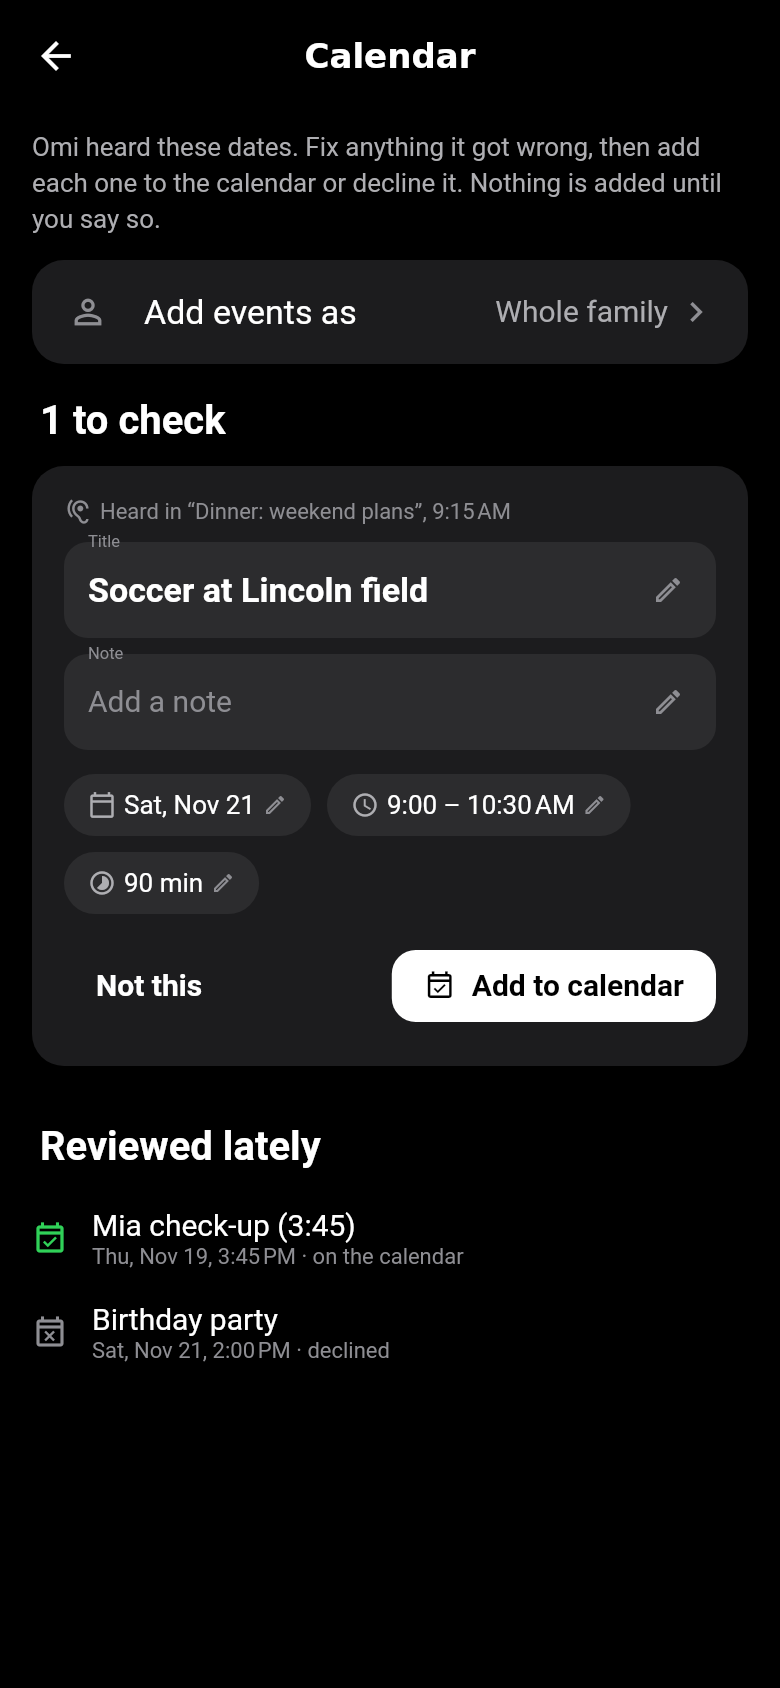 Calendar
Omi heard these dates. Fix anything it got wrong, then add
each one to the calendar or decline it. Nothing is added until
you say so.
Add events as
Whole family
1 to check
Heard in “Dinner: weekend plans”, 9:15 AM
Title
Soccer at Lincoln field
Note
Add a note
Sat, Nov 21
9:00 – 10:30 AM
90 min
Not this
Add to calendar
Reviewed lately
Mia check-up (3:45)
Thu, Nov 19, 3:45 PM · on the calendar
Birthday party
Sat, Nov 21, 2:00 PM · declined